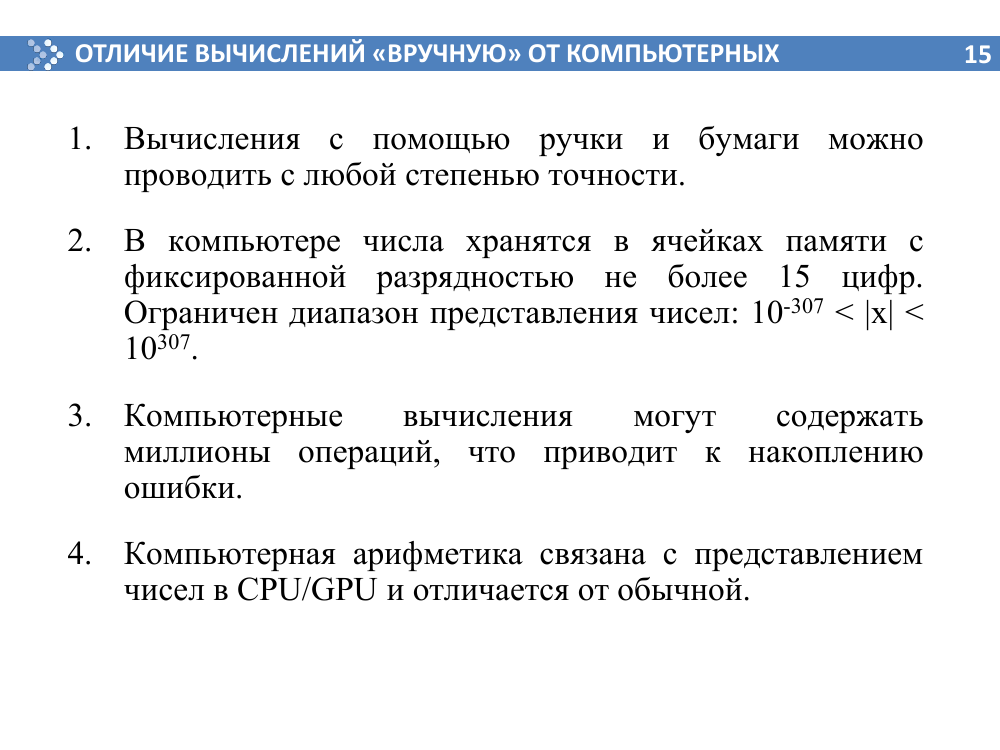 ОТЛИЧИЕ ВЫЧИСЛЕНИЙ «ВРУЧНУЮ» ОТ КОМПЬЮТЕРНЫХ 15
1. Вычисления с помощью ручки и бумаги можно
проводить с любой степенью точности.
2. В компьютере числа хранятся в ячейках памяти с
фиксированной разрядностью не более 15 цифр.
Ограничен диапазон представления чисел: 10⁻³⁰⁷ < |x| <
10³⁰⁷.
3. Компьютерные вычисления могут содержать
миллионы операций, что приводит к накоплению
ошибки.
4. Компьютерная арифметика связана с представлением
чисел в CPU/GPU и отличается от обычной.